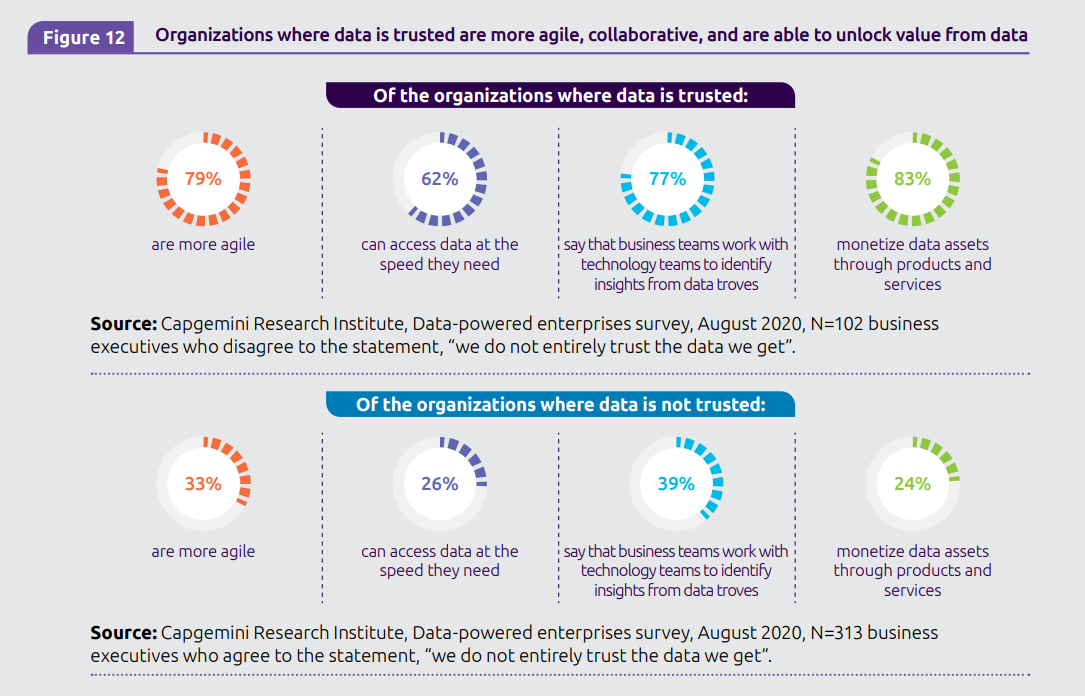 Figure 12
Organizations where data is trusted are more agile, collaborative, and are able to unlock value from data
Of the organizations where data is trusted:
79%
62%
77%
83%
are more agile
can access data at the
speed they need
say that business teams work with
technology teams to identify
insights from data troves
monetize data assets
through products and
services
Source: Capgemini Research Institute, Data-powered enterprises survey, August 2020, N=102 business
executives who disagree to the statement, “we do not entirely trust the data we get”.
Of the organizations where data is not trusted:
33%
26%
39%
24%
are more agile
can access data at the
speed they need
say that business teams work with
technology teams to identify
insights from data troves
monetize data assets
through products and
services
Source: Capgemini Research Institute, Data-powered enterprises survey, August 2020, N=313 business
executives who agree to the statement, “we do not entirely trust the data we get”.